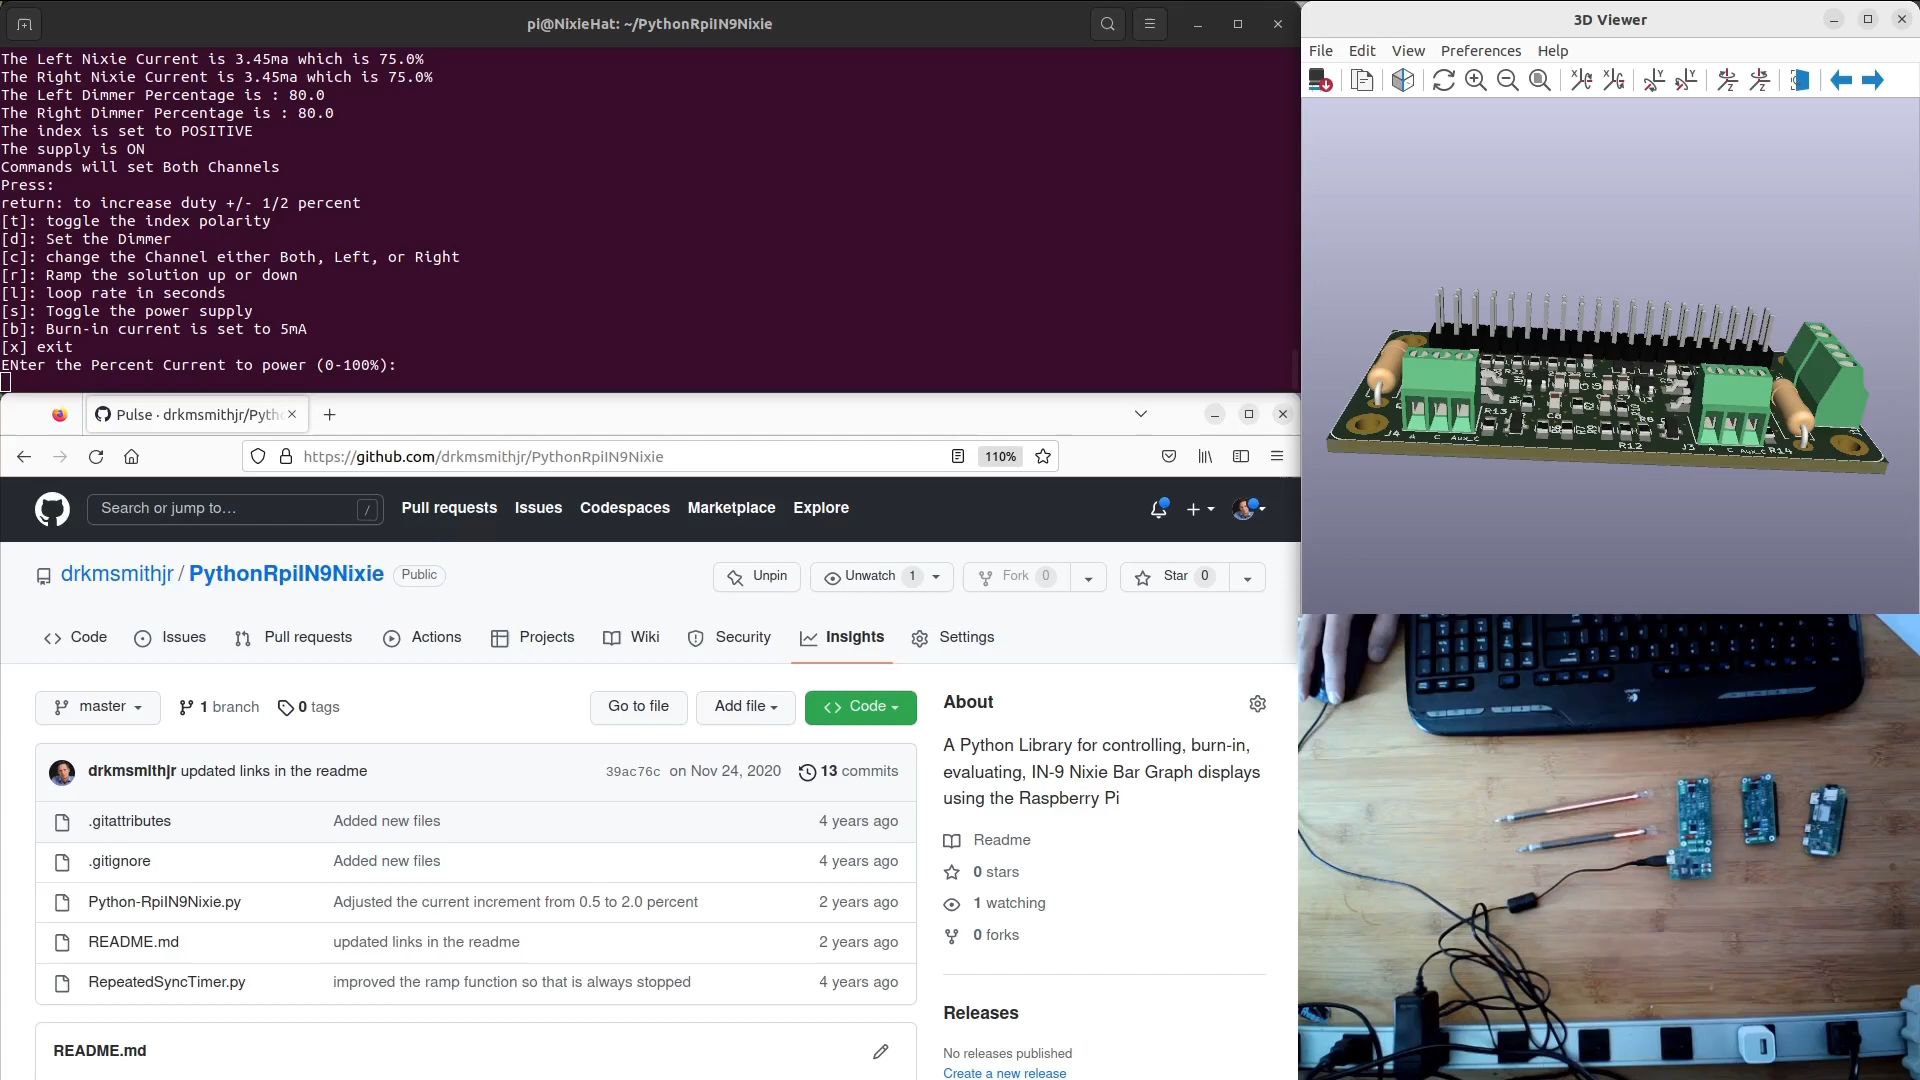 pi@NixieHat: ~/PythonRpiIN9Nixie
The Left Nixie Current is 3.45ma which is 75.0%
The Right Nixie Current is 3.45ma which is 75.0%
The Left Dimmer Percentage is : 80.0
The Right Dimmer Percentage is : 80.0
The index is set to POSITIVE
The supply is ON
Commands will set Both Channels
Press:
return: to increase duty +/- 1/2 percent
[t]: toggle the index polarity
[d]: Set the Dimmer
[c]: change the Channel either Both, Left, or Right
[r]: Ramp the solution up or down
[l]: loop rate in seconds
[s]: Toggle the power supply
[b]: Burn-in current is set to 5mA
[x] exit
ENter the Percent Current to power (0-100%):
3D Viewer
File Edit View Preferences Help
J4 A C Aux_C
R13
R12
J3 A C Aux_C R14
Pulse · drkmsmithjr/Pyth
https://github.com/drkmsmithjr/PythonRpiIN9Nixie
110%
Search or jump to… /
Pull requests Issues Codespaces Marketplace Explore
drkmsmithjr / PythonRpiIN9Nixie Public
Unpin
Unwatch 1
Fork 0
Star 0
Code Issues Pull requests Actions Projects Wiki Security Insights Settings
master
1 branch
0 tags
Go to file
Add file
Code
drkmsmithjr updated links in the readme 39ac76c on Nov 24, 2020 13 commits
.gitattributes Added new files 4 years ago
.gitignore Added new files 4 years ago
Python-RpiIN9Nixie.py Adjusted the current increment from 0.5 to 2.0 percent 2 years ago
README.md updated links in the readme 2 years ago
RepeatedSyncTimer.py improved the ramp function so that is always stopped 4 years ago
README.md
About
A Python Library for controlling, burn-in,
evaluating, IN-9 Nixie Bar Graph displays
using the Raspberry Pi
Readme
0 stars
1 watching
0 forks
Releases
No releases published
Create a new release